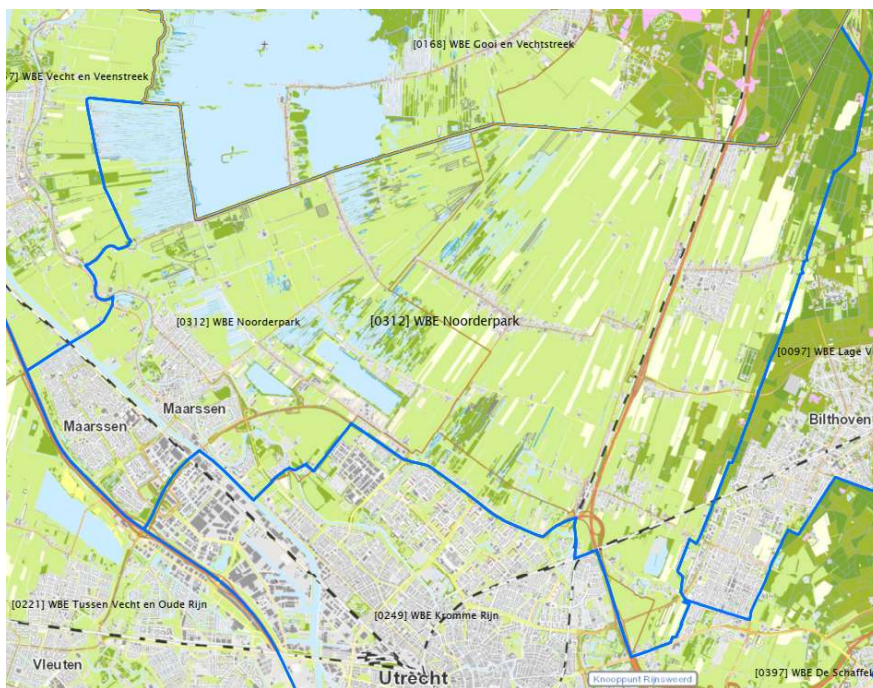 [0168] WBE Gooi en Vechtstreek
7] WBE Vecht en Veenstreek
[0312] WBE Noorderpark
[0312] WBE Noorderpark
[0097] WBE Lage V
Maarssen
Maarssen
Bilthoven
[0221] WBE Tussen Vecht en Oude Rijn
[0249] WBE Kromme Rijn
Vleuten
Utrecht
Knooppunt Rijnsweerd
[0397] WBE De Schaffel